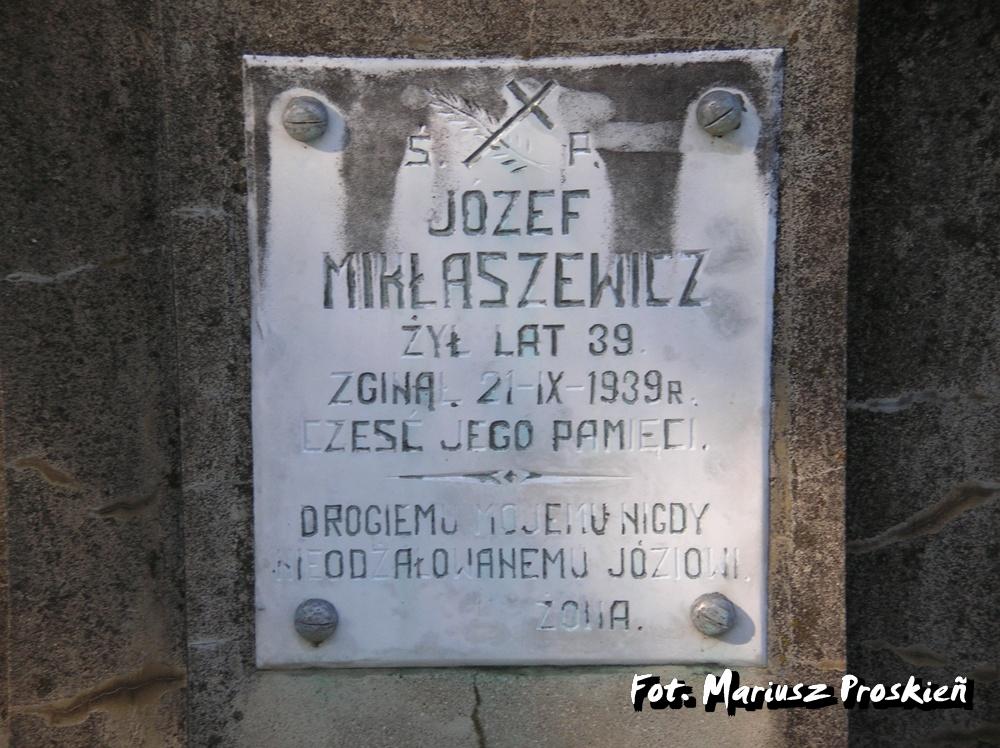 Ś. P.
JÓZEF
MIKŁASZEWICZ
ŻYŁ LAT 39.
ZGINĄŁ. 21-IX-1939R.
CZEŚĆ JEGO PAMIĘCI.
DROGIEMU MOJEMU NIGDY
NIEODŻAŁOWANEMU JÓZIOWI.
ŻONA.
Fot. Mariusz Proskień